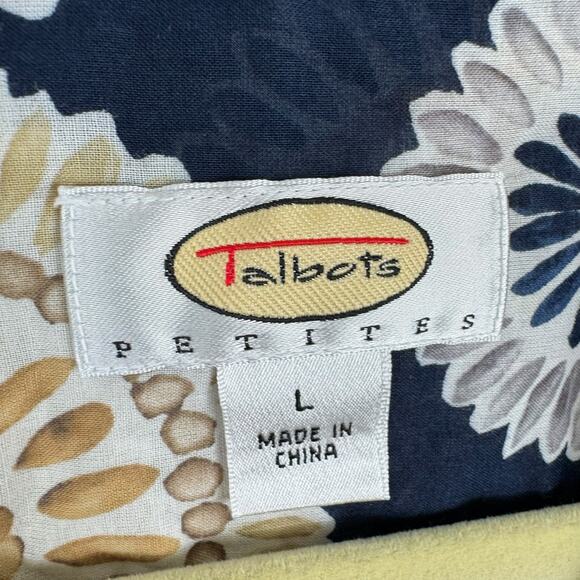 Talbots
PETITES
L
MADE IN
CHINA